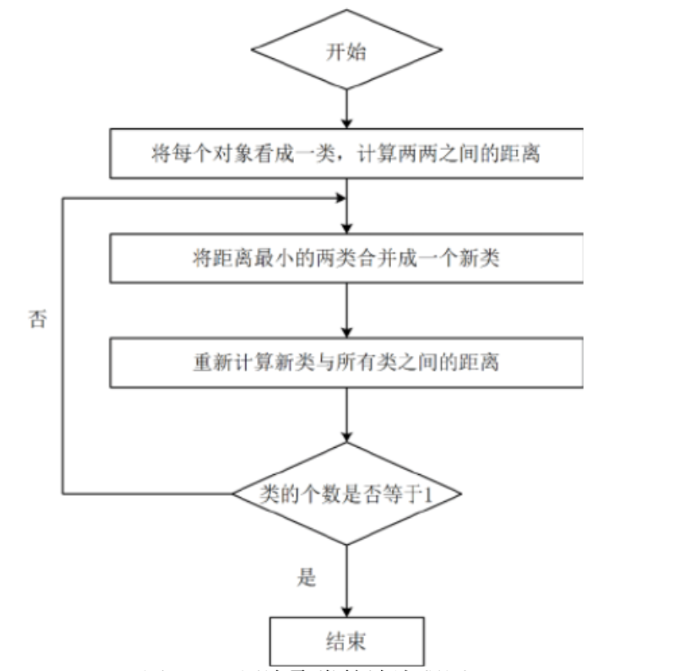 开始
将每个对象看成一类，计算两两之间的距离
将距离最小的两类合并成一个新类
否
重新计算新类与所有类之间的距离
类的个数是否等于1
是
结束